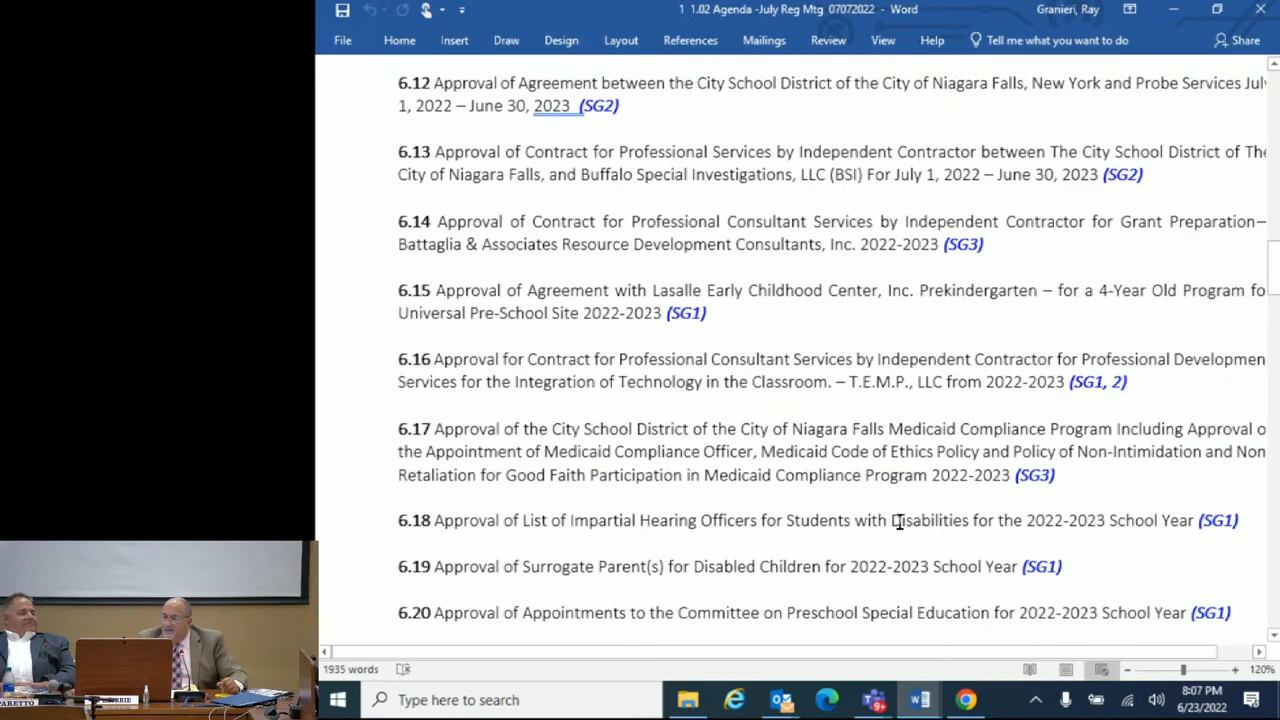 1 1.02 Agenda -July Reg Mtg 07072022 - Word
Granieri, Ray
File Home Insert Draw Design Layout References Mailings Review View Help Tell me what you want to do Share
6.12 Approval of Agreement between the City School District of the City of Niagara Falls, New York and Probe Services July
1, 2022 – June 30, 2023 (SG2)
6.13 Approval of Contract for Professional Services by Independent Contractor between The City School District of The
City of Niagara Falls, and Buffalo Special Investigations, LLC (BSI) For July 1, 2022 – June 30, 2023 (SG2)
6.14 Approval of Contract for Professional Consultant Services by Independent Contractor for Grant Preparation–
Battaglia & Associates Resource Development Consultants, Inc. 2022-2023 (SG3)
6.15 Approval of Agreement with Lasalle Early Childhood Center, Inc. Prekindergarten – for a 4-Year Old Program fo
Universal Pre-School Site 2022-2023 (SG1)
6.16 Approval for Contract for Professional Consultant Services by Independent Contractor for Professional Developmen
Services for the Integration of Technology in the Classroom. – T.E.M.P., LLC from 2022-2023 (SG1, 2)
6.17 Approval of the City School District of the City of Niagara Falls Medicaid Compliance Program Including Approval o
the Appointment of Medicaid Compliance Officer, Medicaid Code of Ethics Policy and Policy of Non-Intimidation and Non
Retaliation for Good Faith Participation in Medicaid Compliance Program 2022-2023 (SG3)
6.18 Approval of List of Impartial Hearing Officers for Students with Disabilities for the 2022-2023 School Year (SG1)
6.19 Approval of Surrogate Parent(s) for Disabled Children for 2022-2023 School Year (SG1)
6.20 Approval of Appointments to the Committee on Preschool Special Education for 2022-2023 School Year (SG1)
1935 words
120%
Type here to search
8:07 PM
6/23/2022